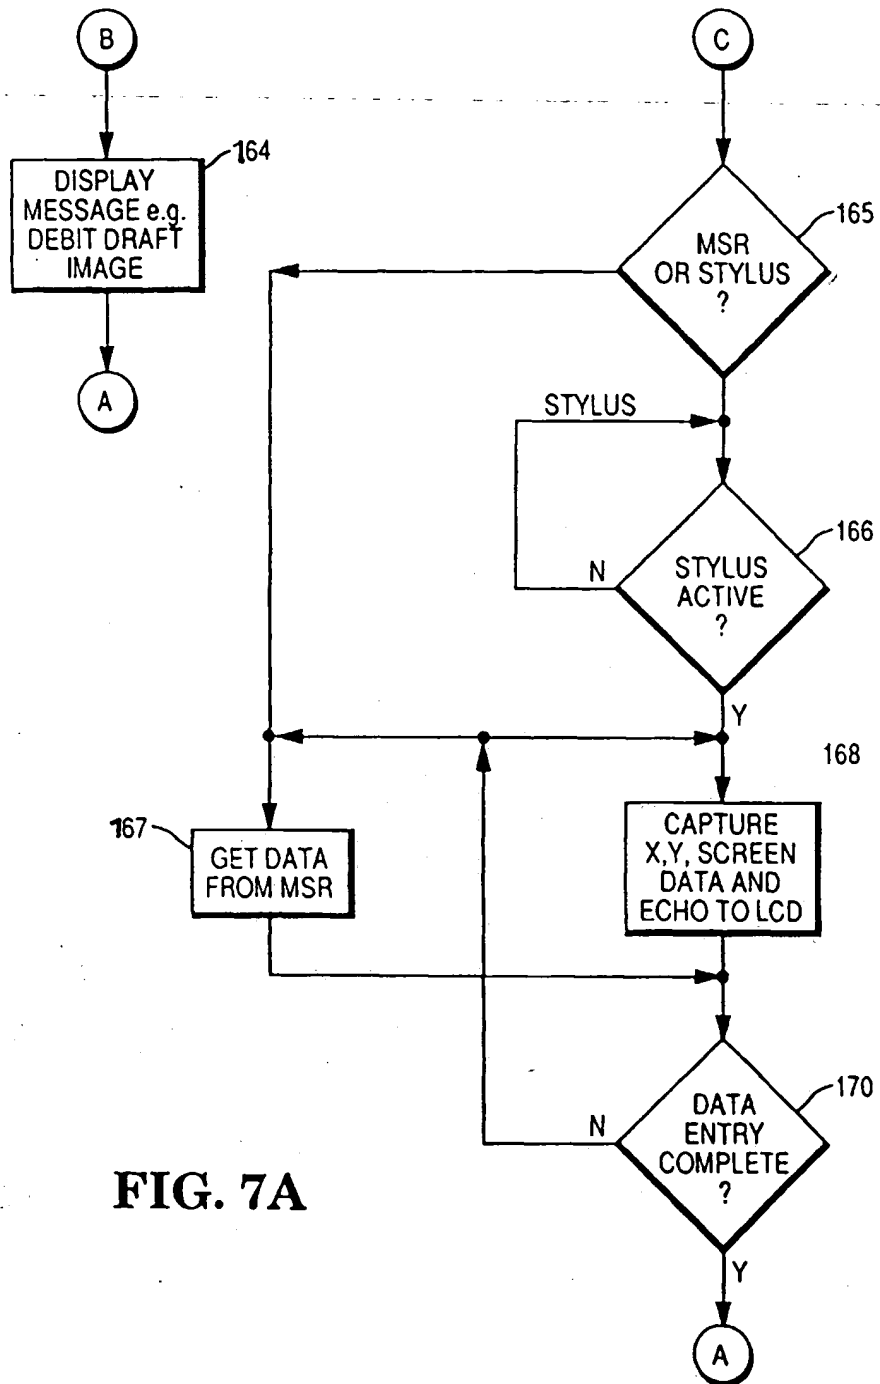 B
164
DISPLAY
MESSAGE e.g.
DEBIT DRAFT
IMAGE
A
C
165
MSR
OR STYLUS
?
STYLUS
166
N
STYLUS
ACTIVE
?
Y
167
GET DATA
FROM MSR
168
CAPTURE
X,Y, SCREEN
DATA AND
ECHO TO LCD
170
N
DATA
ENTRY
COMPLETE
?
Y
A
FIG. 7A